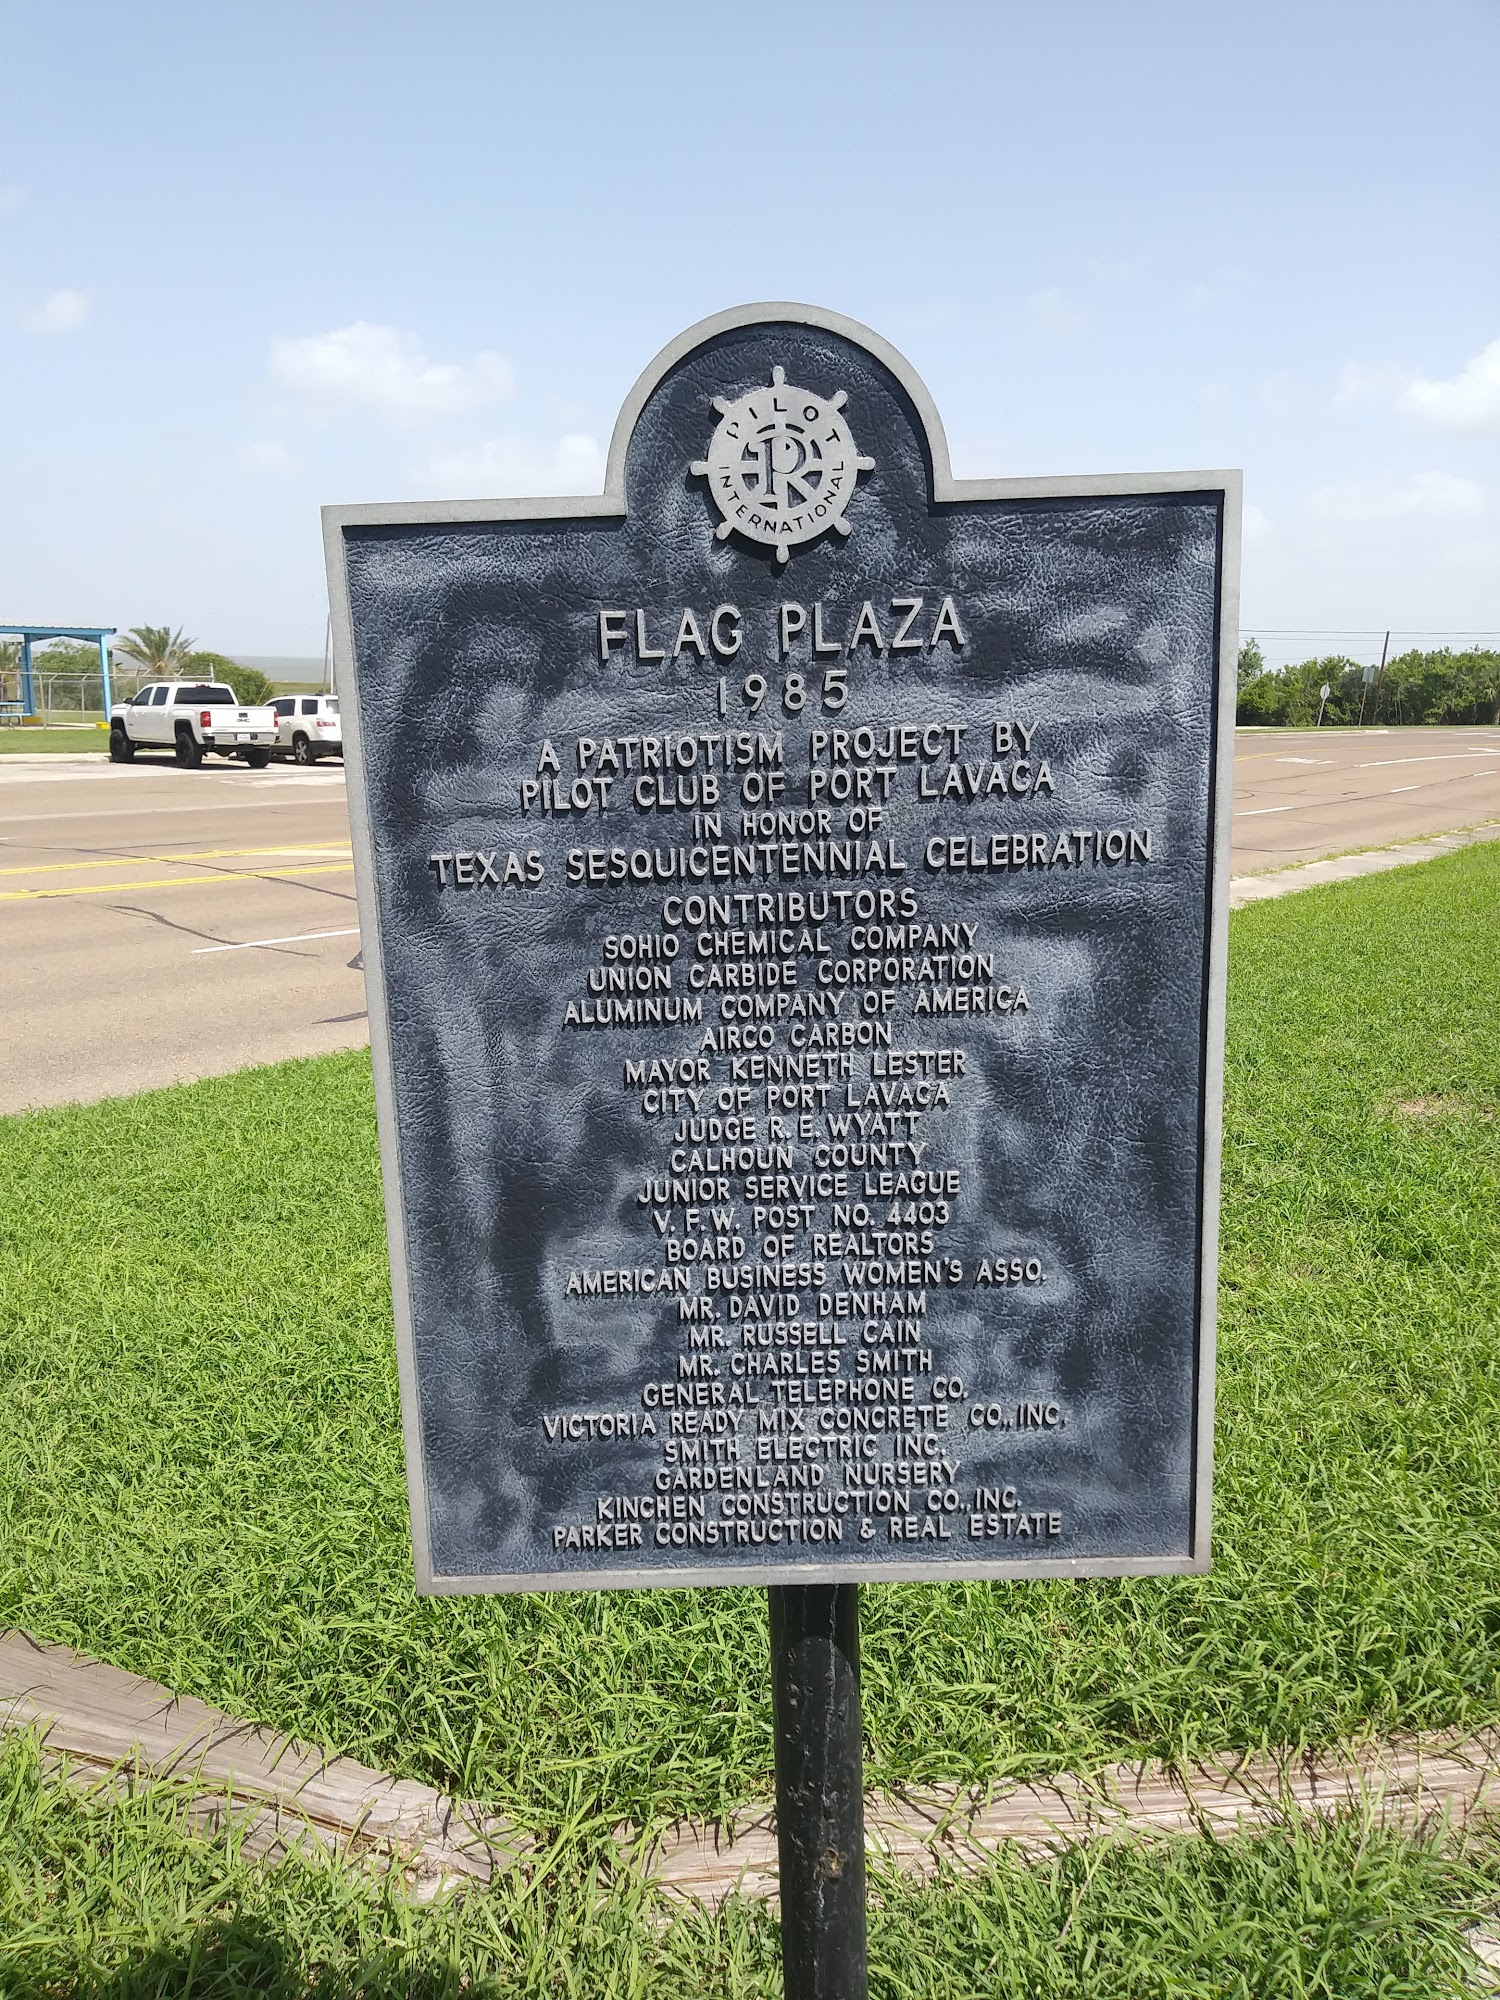 PILOT
PR
INTERNATIONAL
FLAG PLAZA
1985
A PATRIOTISM PROJECT BY
PILOT CLUB OF PORT LAVACA
IN HONOR OF
TEXAS SESQUICENTENNIAL CELEBRATION
CONTRIBUTORS
SOHIO CHEMICAL COMPANY
UNION CARBIDE CORPORATION
ALUMINUM COMPANY OF AMERICA
AIRCO CARBON
MAYOR KENNETH LESTER
CITY OF PORT LAVACA
JUDGE R. E. WYATT
CALHOUN COUNTY
JUNIOR SERVICE LEAGUE
V. F. W. POST NO. 4403
BOARD OF REALTORS
AMERICAN BUSINESS WOMEN'S ASSO.
MR. DAVID DENHAM
MR. RUSSELL CAIN
MR. CHARLES SMITH
GENERAL TELEPHONE CO.
VICTORIA READY MIX CONCRETE CO., INC.
SMITH ELECTRIC INC.
GARDENLAND NURSERY
KINCHEN CONSTRUCTION CO., INC.
PARKER CONSTRUCTION & REAL ESTATE